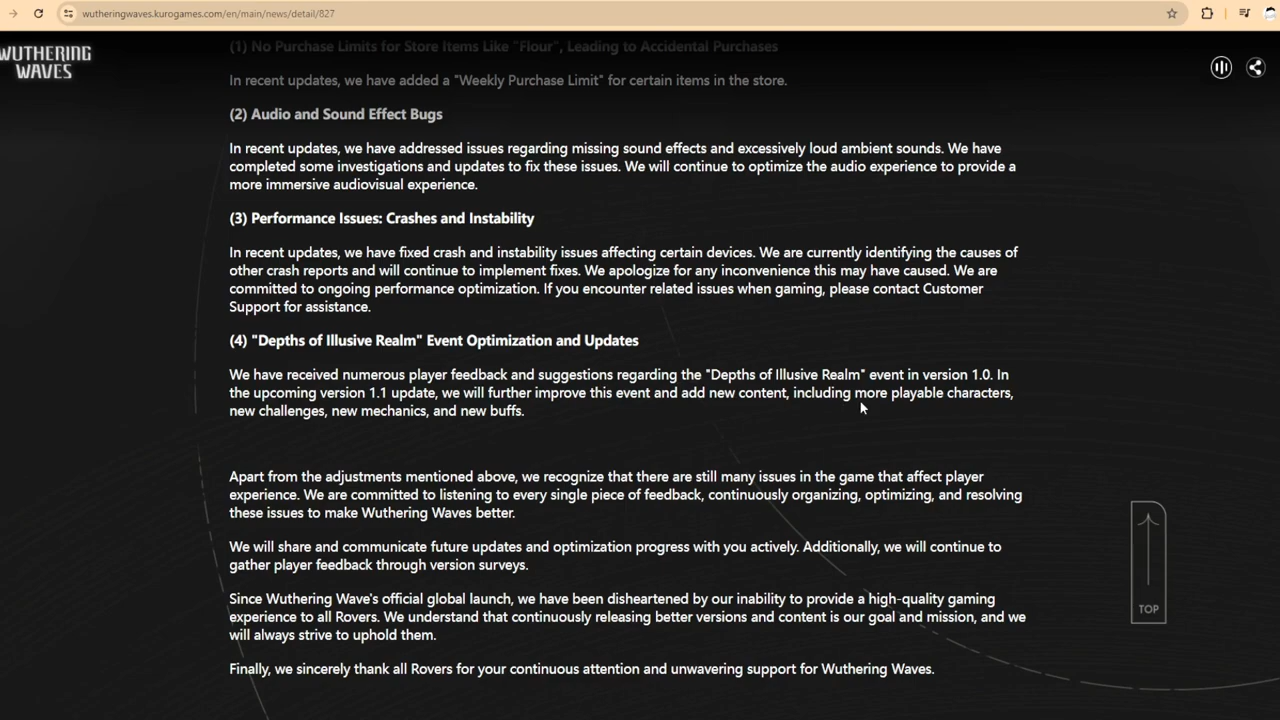 wutheringwaves.kurogames.com/en/main/news/detail/827
WUTHERING
WAVES
(1) No Purchase Limits for Store Items Like "Flour", Leading to Accidental Purchases
In recent updates, we have added a "Weekly Purchase Limit" for certain items in the store.
(2) Audio and Sound Effect Bugs
In recent updates, we have addressed issues regarding missing sound effects and excessively loud ambient sounds. We have
completed some investigations and updates to fix these issues. We will continue to optimize the audio experience to provide a
more immersive audiovisual experience.
(3) Performance Issues: Crashes and Instability
In recent updates, we have fixed crash and instability issues affecting certain devices. We are currently identifying the causes of
other crash reports and will continue to implement fixes. We apologize for any inconvenience this may have caused. We are
committed to ongoing performance optimization. If you encounter related issues when gaming, please contact Customer
Support for assistance.
(4) "Depths of Illusive Realm" Event Optimization and Updates
We have received numerous player feedback and suggestions regarding the "Depths of Illusive Realm" event in version 1.0. In
the upcoming version 1.1 update, we will further improve this event and add new content, including more playable characters,
new challenges, new mechanics, and new buffs.
Apart from the adjustments mentioned above, we recognize that there are still many issues in the game that affect player
experience. We are committed to listening to every single piece of feedback, continuously organizing, optimizing, and resolving
these issues to make Wuthering Waves better.
We will share and communicate future updates and optimization progress with you actively. Additionally, we will continue to
gather player feedback through version surveys.
Since Wuthering Wave's official global launch, we have been disheartened by our inability to provide a high-quality gaming
experience to all Rovers. We understand that continuously releasing better versions and content is our goal and mission, and we
will always strive to uphold them.
Finally, we sincerely thank all Rovers for your continuous attention and unwavering support for Wuthering Waves.
TOP